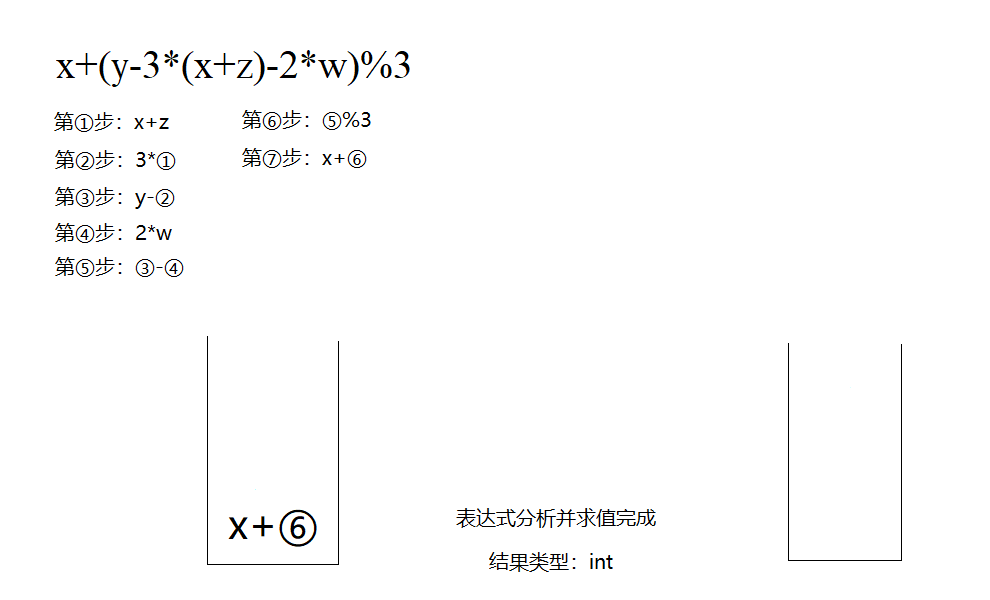 x+(y-3*(x+z)-2*w)%3
第①步：x+z
第②步：3*①
第③步：y-②
第④步：2*w
第⑤步：③-④
第⑥步：⑤%3
第⑦步：x+⑥
x+⑥
表达式分析并求值完成
结果类型：int